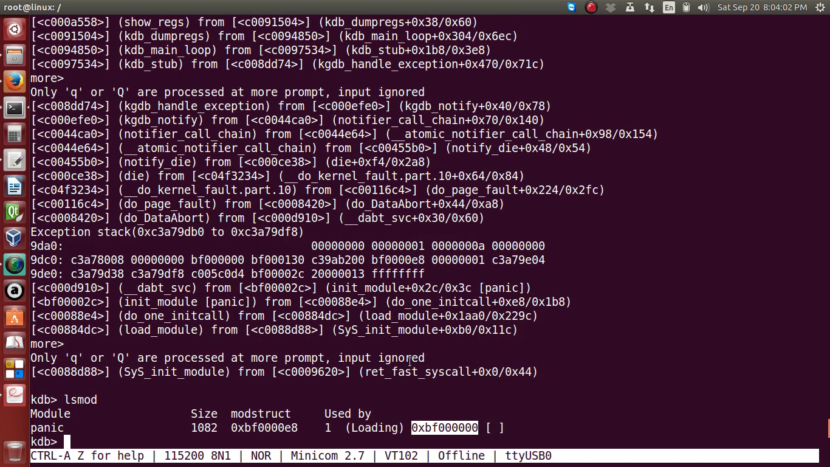 root@linux: /
En
Sat Sep 20  8:04:02 PM
[<c000a558>] (show_regs) from [<c0091504>] (kdb_dumpregs+0x38/0x60)
[<c0091504>] (kdb_dumpregs) from [<c0094850>] (kdb_main_loop+0x304/0x6ec)
[<c0094850>] (kdb_main_loop) from [<c0097534>] (kdb_stub+0x1b8/0x3e8)
[<c0097534>] (kdb_stub) from [<c008dd74>] (kgdb_handle_exception+0x470/0x71c)
more>
Only 'q' or 'Q' are processed at more prompt, input ignored
[<c008dd74>] (kgdb_handle_exception) from [<c000efe0>] (kgdb_notify+0x40/0x78)
[<c000efe0>] (kgdb_notify) from [<c0044ca0>] (notifier_call_chain+0x70/0x140)
[<c0044ca0>] (notifier_call_chain) from [<c0044e64>] (__atomic_notifier_call_chain+0x98/0x154)
[<c0044e64>] (__atomic_notifier_call_chain) from [<c00455b0>] (notify_die+0x48/0x54)
[<c00455b0>] (notify_die) from [<c000ce38>] (die+0xf4/0x2a8)
[<c000ce38>] (die) from [<c04f3234>] (__do_kernel_fault.part.10+0x64/0x84)
[<c04f3234>] (__do_kernel_fault.part.10) from [<c00116c4>] (do_page_fault+0x224/0x2fc)
[<c00116c4>] (do_page_fault) from [<c0008420>] (do_DataAbort+0x44/0xa8)
[<c0008420>] (do_DataAbort) from [<c000d910>] (__dabt_svc+0x30/0x60)
Exception stack(0xc3a79db0 to 0xc3a79df8)
9da0:                                     00000000 00000001 0000000a 00000000
9dc0: c3a78008 00000000 bf000000 bf000130 c39ab200 bf0000e8 00000001 c3a79e04
9de0: c3a79d38 c3a79df8 c005c0d4 bf00002c 20000013 ffffffff
[<c000d910>] (__dabt_svc) from [<bf00002c>] (init_module+0x2c/0x3c [panic])
[<bf00002c>] (init_module [panic]) from [<c00088e4>] (do_one_initcall+0xe8/0x1b8)
[<c00088e4>] (do_one_initcall) from [<c00884dc>] (load_module+0x1aa0/0x229c)
[<c00884dc>] (load_module) from [<c0088d88>] (SyS_init_module+0xb0/0x11c)
more>
Only 'q' or 'Q' are processed at more prompt, input ignored
[<c0088d88>] (SyS_init_module) from [<c0009620>] (ret_fast_syscall+0x0/0x44)
kdb> lsmod
Module                  Size  modstruct     Used by
panic                   1082  0xbf0000e8    1  (Loading) 0xbf000000 [ ]
kdb>
CTRL-A Z for help | 115200 8N1 | NOR | Minicom 2.7 | VT102 | Offline | ttyUSB0